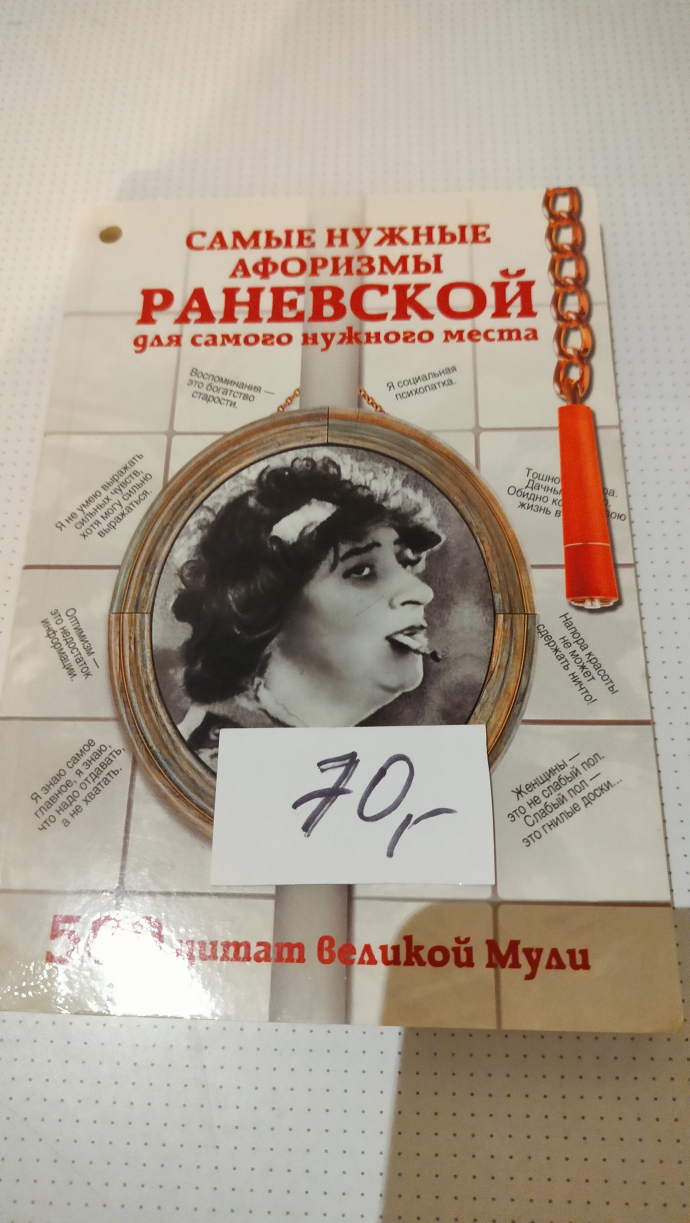 САМЫЕ НУЖНЫЕ
АФОРИЗМЫ
РАНЕВСКОЙ
для самого нужного места
Воспоминания —
это богатство
старости.
Я социальная
психопатка.
Я не умею выражать
сильных чувств,
хотя могу сильно
выражаться.
Тошно
Дачны
Обидно
жизнь
Оптимизм —
это недостаток
информации.
Напора красоты
не может
сдержать ничто!
Я знаю самое
главное, я знаю,
что надо отдавать,
а не хватать.
Женщины —
это не слабый пол.
Слабый пол —
это гнилые доски...
70,-
цитат великой Мули